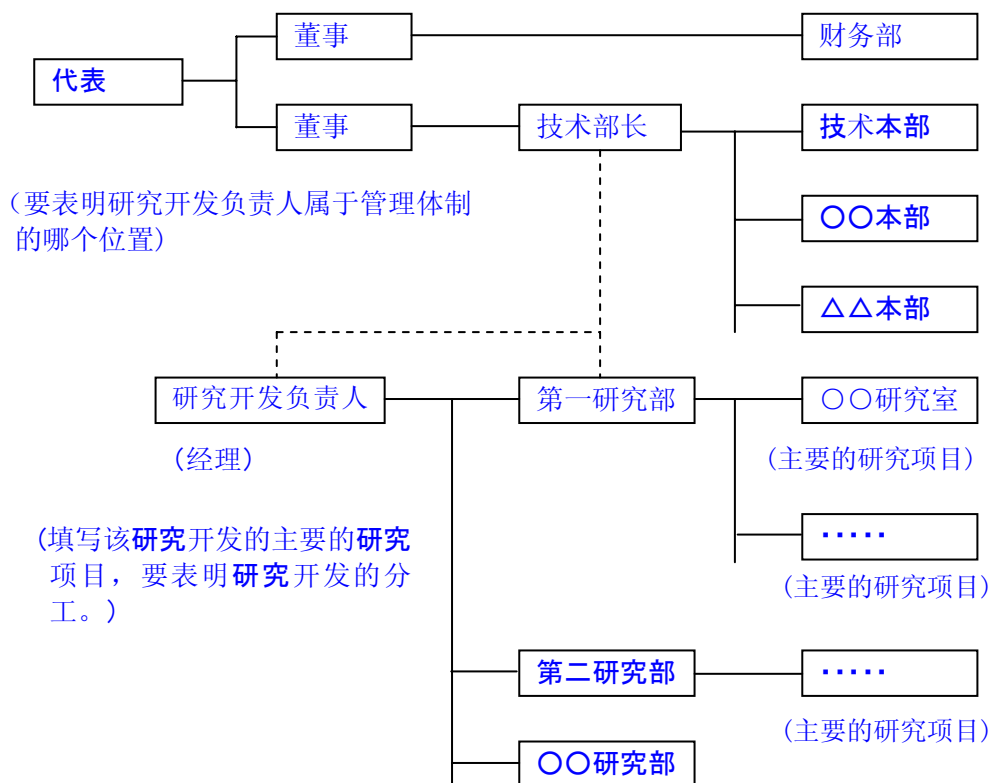 董事
财务部
代表
董事
技术部长
技术本部
（要表明研究开发负责人属于管理体制
的哪个位置)
〇〇本部
△△本部
研究开发负责人
第一研究部
○○研究室
（经理）
(主要的研究项目)
(填写该研究开发的主要的研究
项目，要表明研究开发的分
工。)
·····
(主要的研究项目)
第二研究部
·····
(主要的研究项目)
〇〇研究部